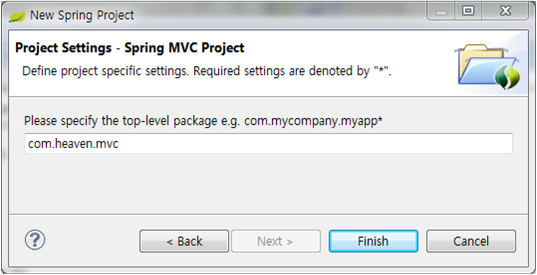 New Spring Project
Project Settings - Spring MVC Project
Define project specific settings. Required settings are denoted by "*".
Please specify the top-level package e.g. com.mycompany.myapp*
com.heaven.mvc
?
< Back
Next >
Finish
Cancel